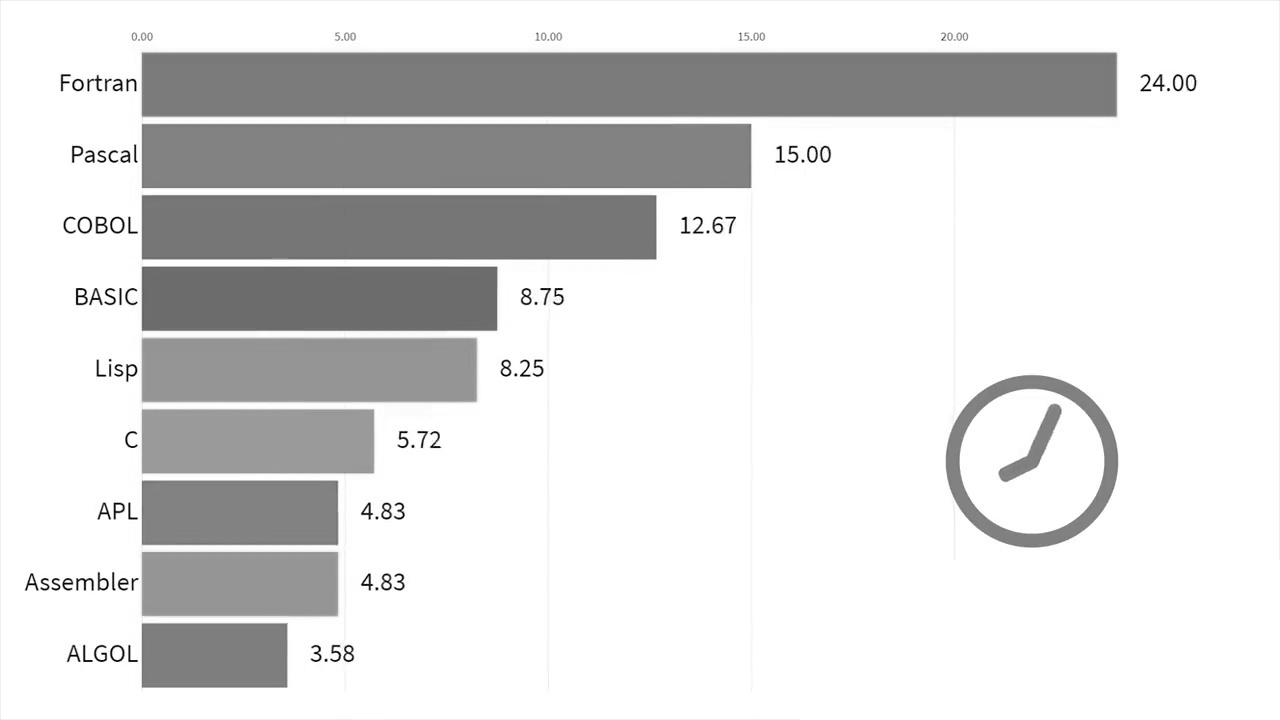 0.00 5.00 10.00 15.00 20.00
Fortran 24.00
Pascal 15.00
COBOL 12.67
BASIC 8.75
Lisp 8.25
C 5.72
APL 4.83
Assembler 4.83
ALGOL 3.58